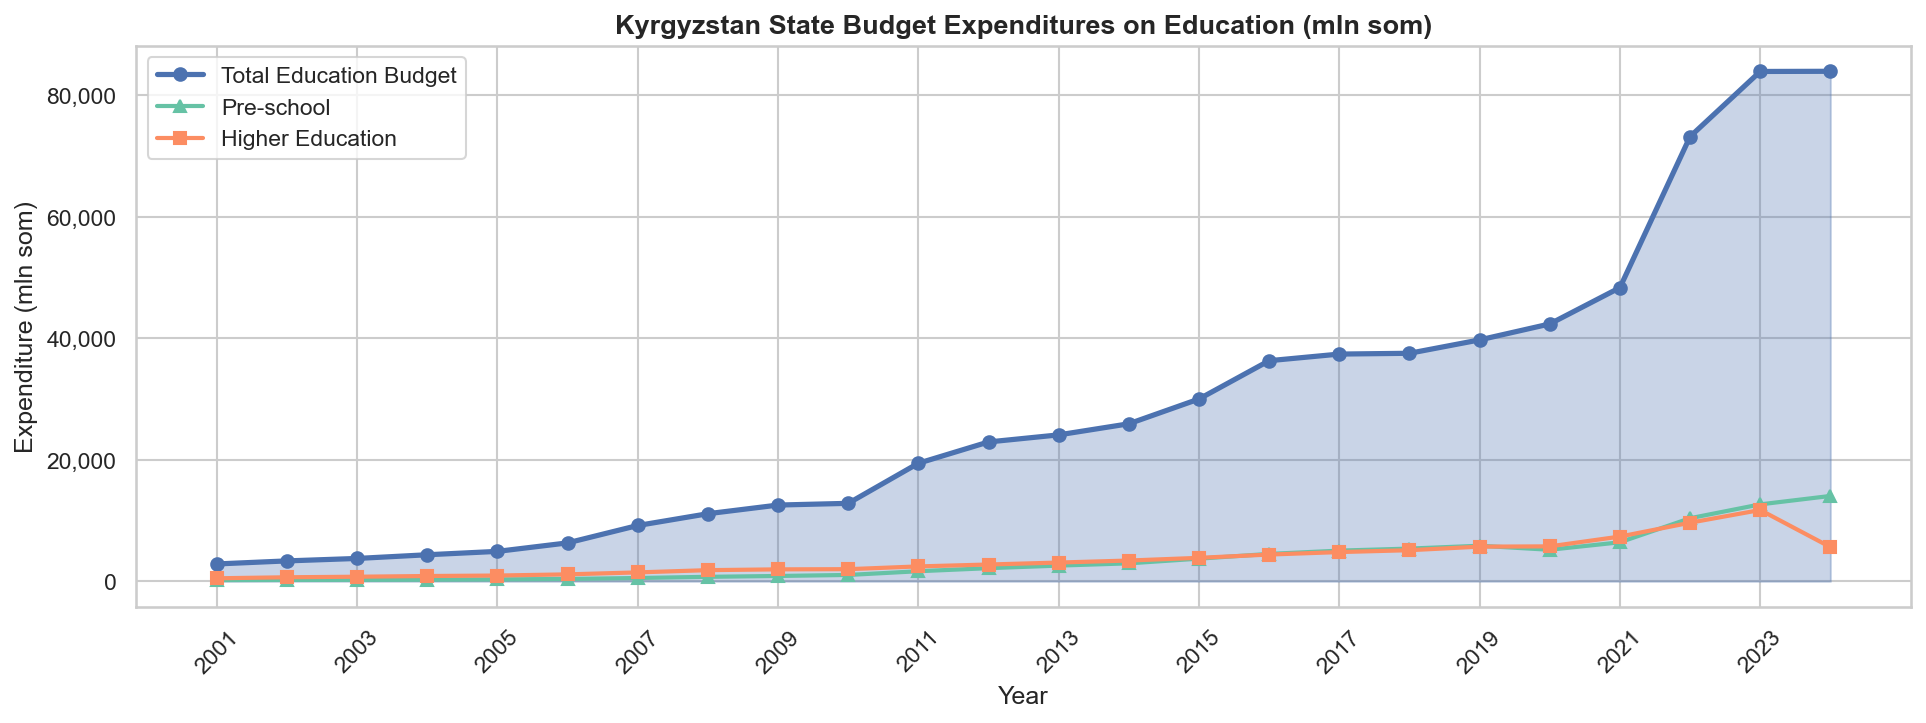 Kyrgyzstan State Budget Expenditures on Education (mln som)
Total Education Budget
Pre-school
Higher Education
Expenditure (mln som)
80,000
60,000
40,000
20,000
0
2001
2003
2005
2007
2009
2011
2013
2015
2017
2019
2021
2023
Year